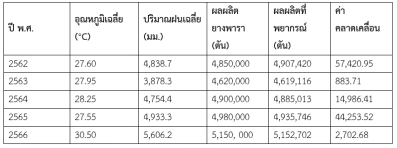 ปี พ.ศ. อุณหภูมิเฉลี่ย (°C) ปริมาณฝนเฉลี่ย (มม.) ผลผลิตยางพารา (ตัน) ผลผลิตที่พยากรณ์ (ตัน) ค่าคลาดเคลื่อน
2562 27.60 4,838.7 4,850,000 4,907,420 57,420.95
2563 27.95 3,878.3 4,620,000 4,619,116 883.71
2564 28.25 4,754.4 4,900,000 4,885,013 14,986.41
2565 27.55 4,933.3 4,980,000 4,935,746 44,253.52
2566 30.50 5,606.2 5,150, 000 5,152,702 2,702.68